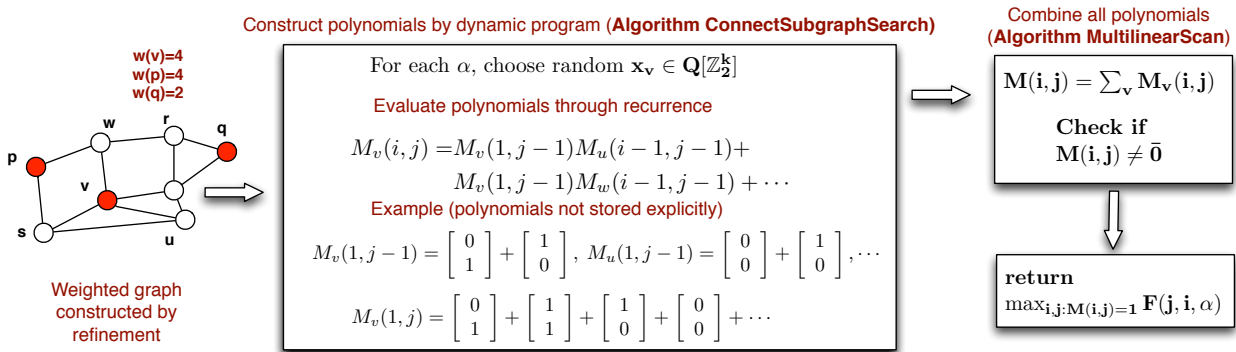 w(v)=4
w(p)=4
w(q)=2
w
r
q
p
v
s
u
Weighted graph
constructed by
refinement
Construct polynomials by dynamic program (Algorithm ConnectSubgraphSearch)
For each α, choose random x_v ∈ Q[ℤ_2^k]
Evaluate polynomials through recurrence
M_v(i, j) = M_v(1, j − 1)M_u(i − 1, j − 1)+
M_v(1, j − 1)M_w(i − 1, j − 1) + ···
Example (polynomials not stored explicitly)
M_v(1, j − 1) = [0 1] + [1 0], M_u(1, j − 1) = [0 0] + [1 0], ···
M_v(1, j) = [0 1] + [1 1] + [1 0] + [0 0] + ···
Combine all polynomials
(Algorithm MultilinearScan)
M(i, j) = ∑_v M_v(i, j)
Check if
M(i, j) ≠ 0̄
return
max_{i,j:M(i,j)=1} F(j, i, α)